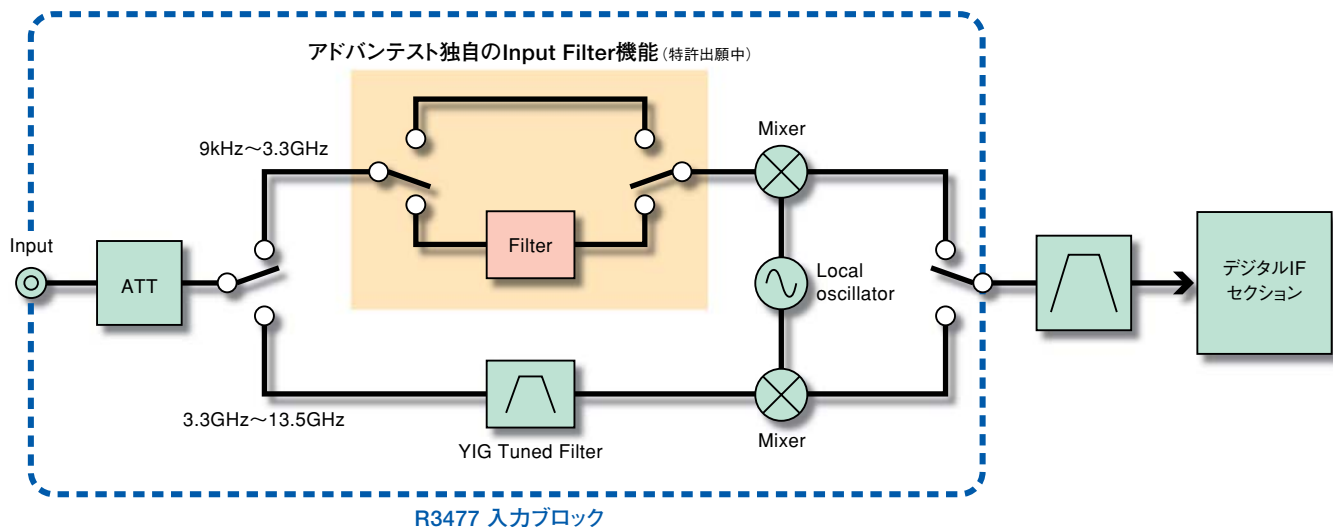 アドバンテスト独自のInput Filter機能(特許出願中)
Mixer
9kHz～3.3GHz
Input
ATT
Filter
Local
oscillator
デジタルIF
セクション
3.3GHz～13.5GHz
YIG Tuned Filter
Mixer
R3477 入力ブロック